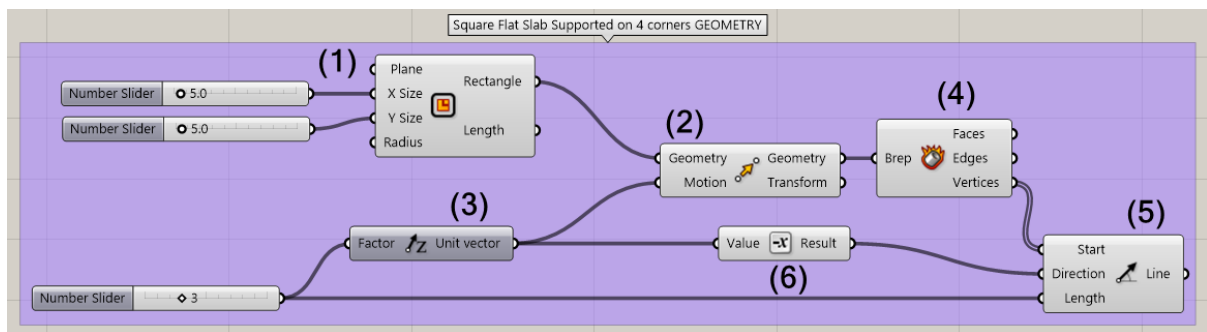 Square Flat Slab Supported on 4 corners GEOMETRY
(1)
Plane
X Size
Y Size
Radius
Rectangle
Length
Number Slider 5.0
Number Slider 5.0
(2)
Geometry
Motion
Geometry
Transform
(4)
Brep
Faces
Edges
Vertices
(3)
Factor Z Unit vector
Value -x Result
(6)
(5)
Start
Direction
Length
Line
Number Slider 3